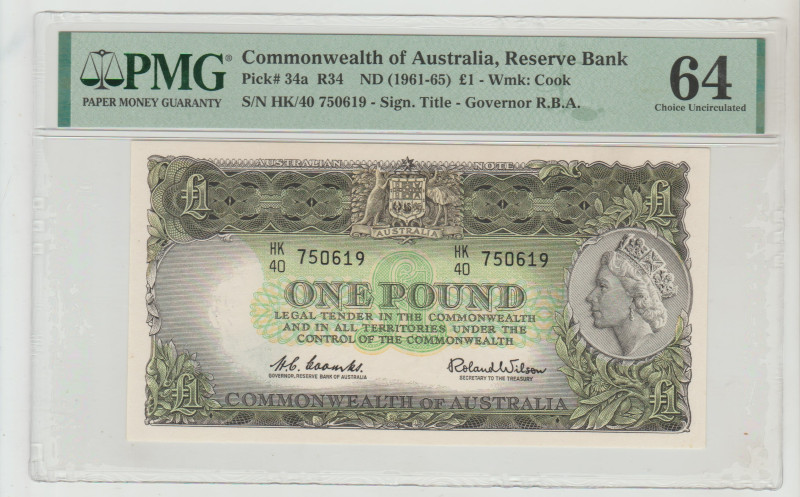 PMG®
PAPER MONEY GUARANTY
Commonwealth of Australia, Reserve Bank
Pick# 34a R34 ND (1961-65) £1 - Wmk: Cook
S/N HK/40 750619 - Sign. Title - Governor R.B.A.
64
Choice Uncirculated
AUSTRALIAN NOTE
£1 £1
AUSTRALIA
HK
40 750619 HK
40 750619
ONE POUND
LEGAL TENDER IN THE COMMONWEALTH
AND IN ALL TERRITORIES UNDER THE
CONTROL OF THE COMMONWEALTH
H.C. Coombs.
GOVERNOR, RESERVE BANK OF AUSTRALIA
Roland Wilson
SECRETARY TO THE TREASURY
£1 £1
COMMONWEALTH OF AUSTRALIA